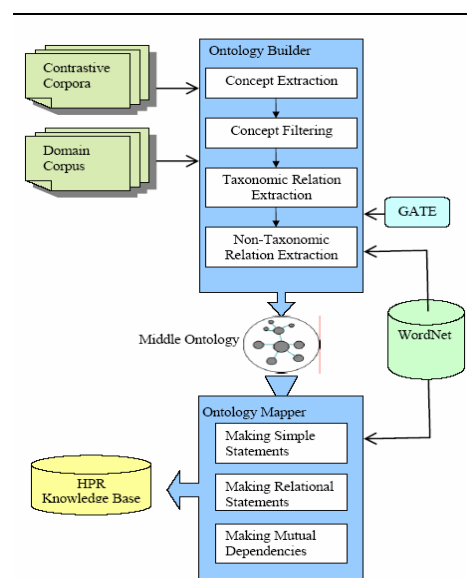 Ontology Builder
Contrastive
Corpora
Concept Extraction
Concept Filtering
Domain
Corpus
Taxonomic Relation
Extraction
GATE
Non-Taxonomic
Relation Extraction
Middle Ontology
WordNet
Ontology Mapper
Making Simple
Statements
HPR
Knowledge Base
Making Relational
Statements
Making Mutual
Dependencies